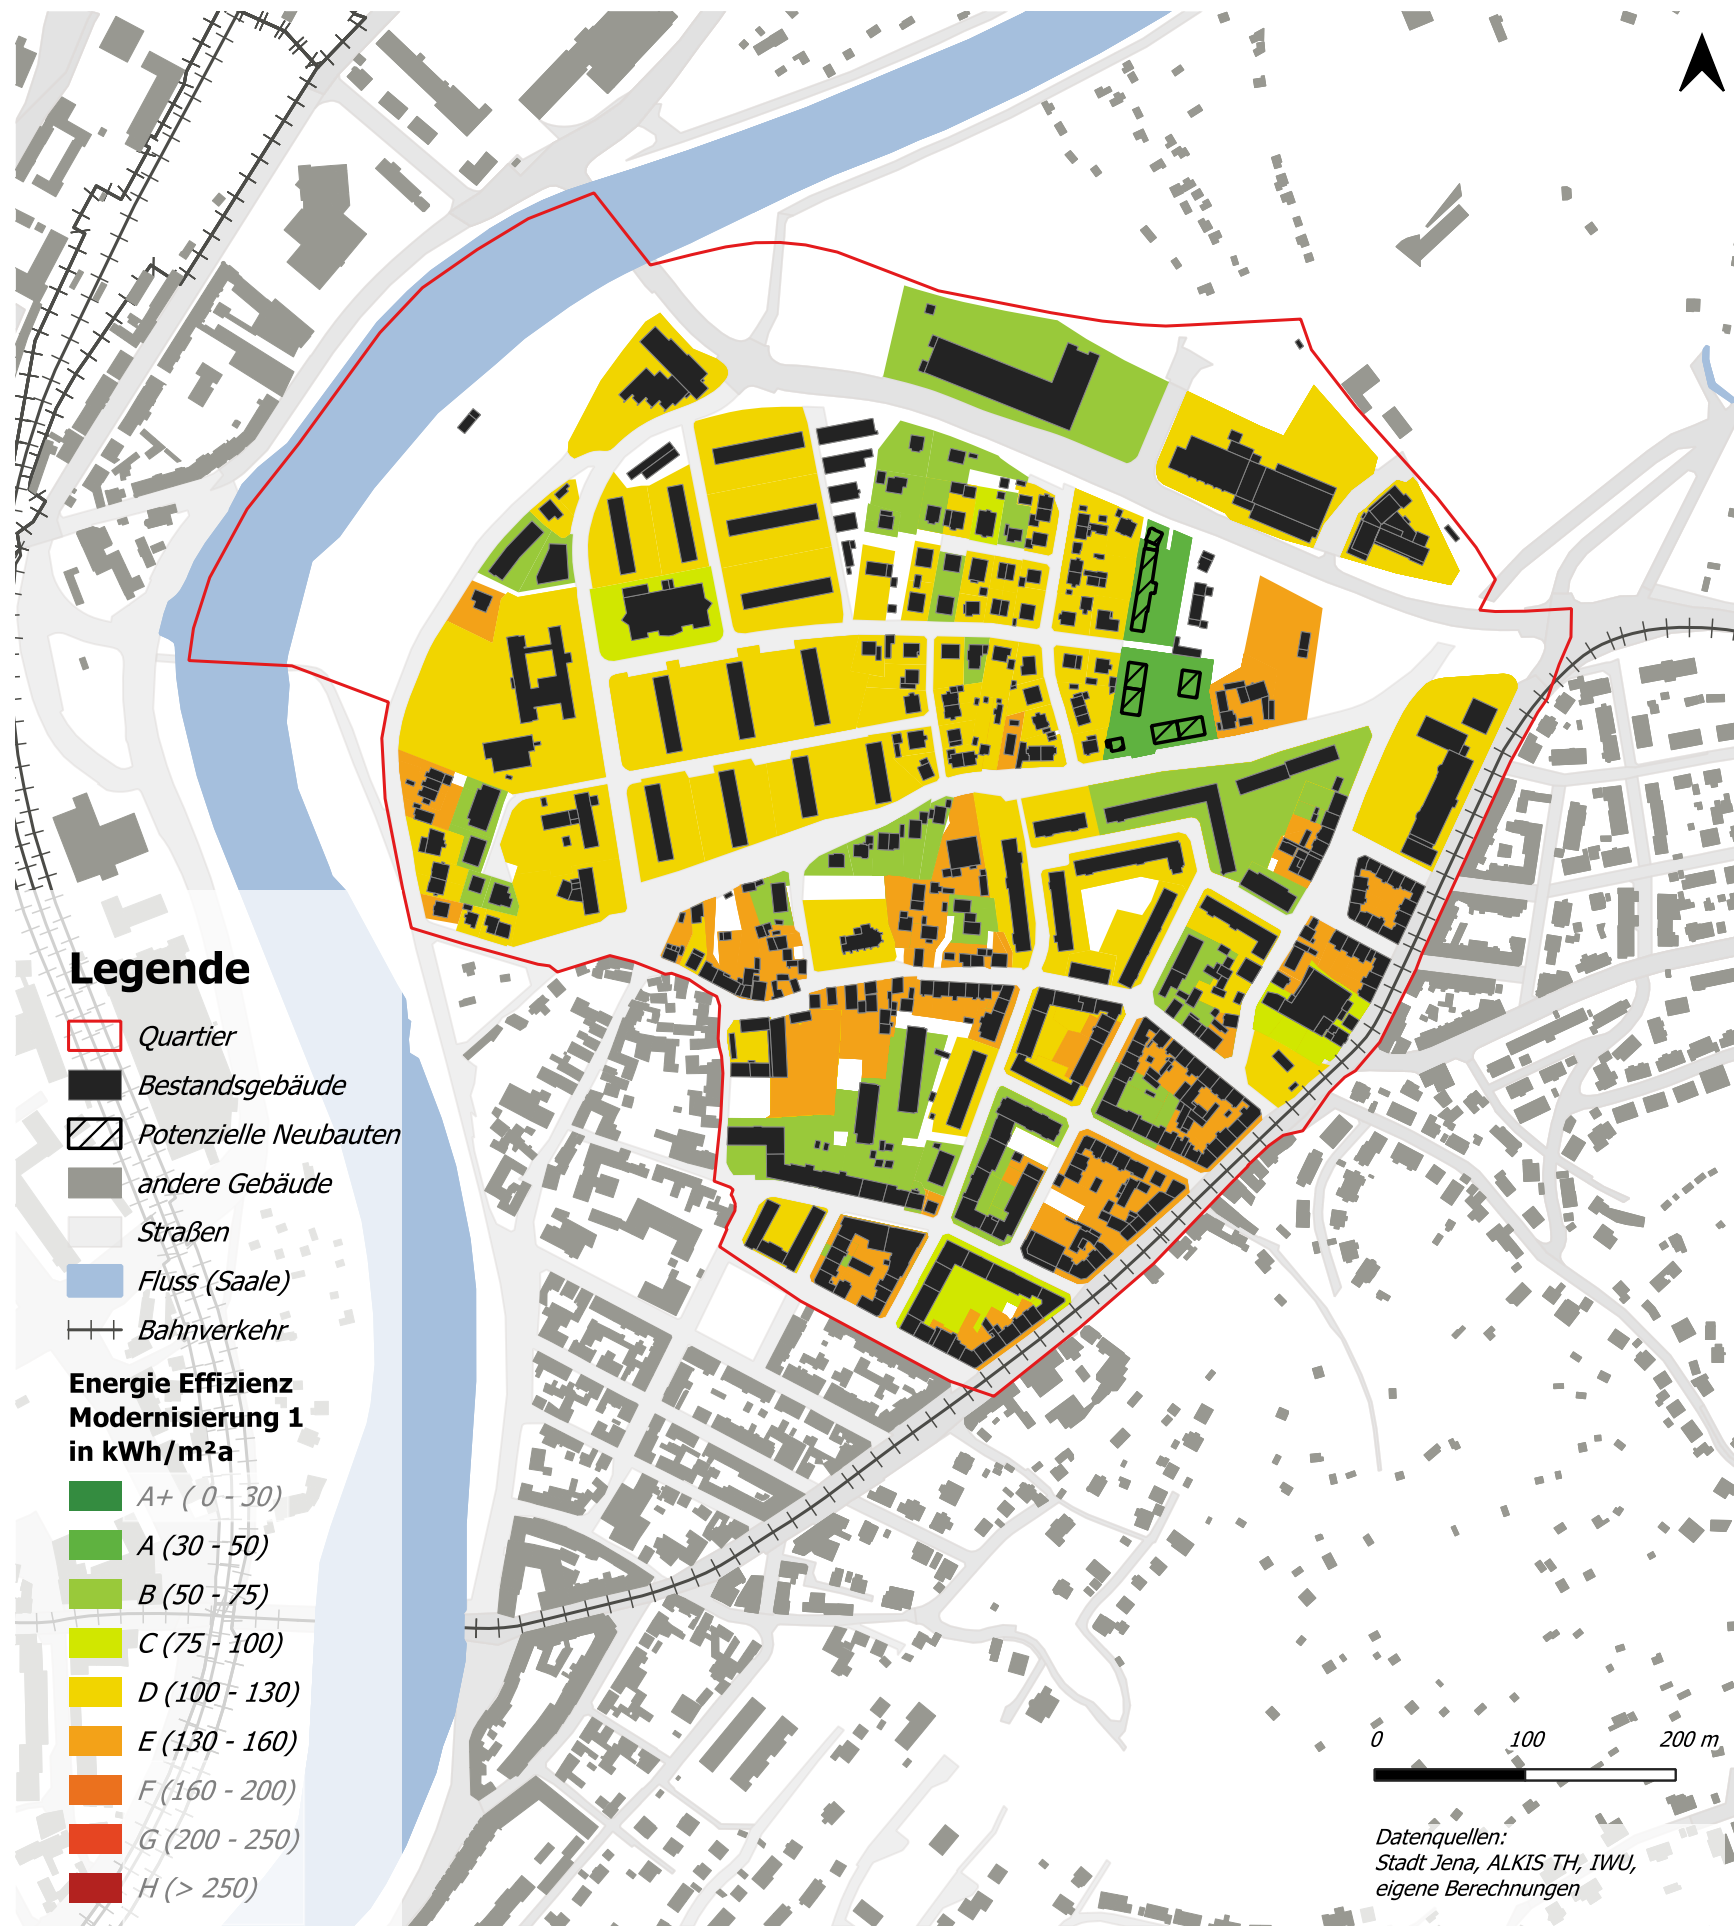 Legende
Quartier
Bestandsgebäude
Potenzielle Neubauten
andere Gebäude
Straßen
Fluss (Saale)
Bahnverkehr
Energie Effizienz
Modernisierung 1
in kWh/m²a
A+ ( 0 - 30)
A (30 - 50)
B (50 - 75)
C (75 - 100)
D (100 - 130)
E (130 - 160)
F (160 - 200)
G (200 - 250)
H (> 250)
0 100 200 m
Datenquellen:
Stadt Jena, ALKIS TH, IWU,
eigene Berechnungen